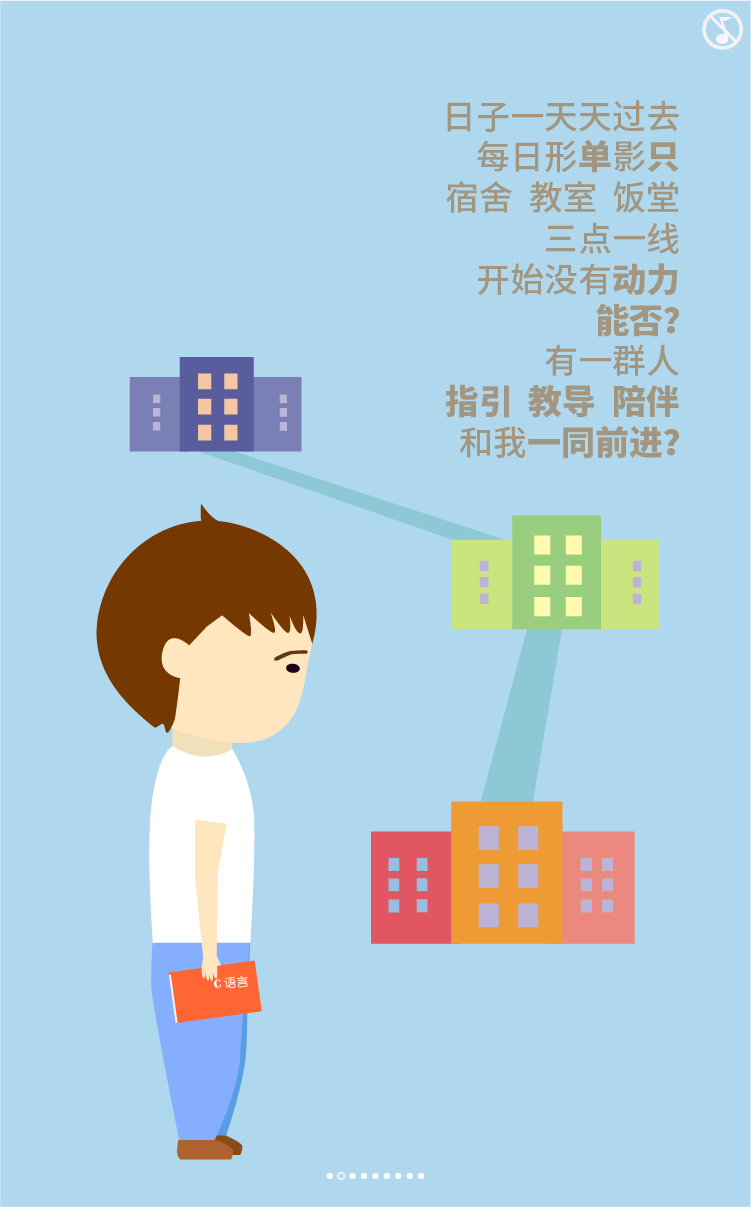 日子一天天过去
每日形单影只
宿舍 教室 饭堂
三点一线
开始没有动力
能否?
有一群人
指引 教导 陪伴
和我一同前进?
C 语言